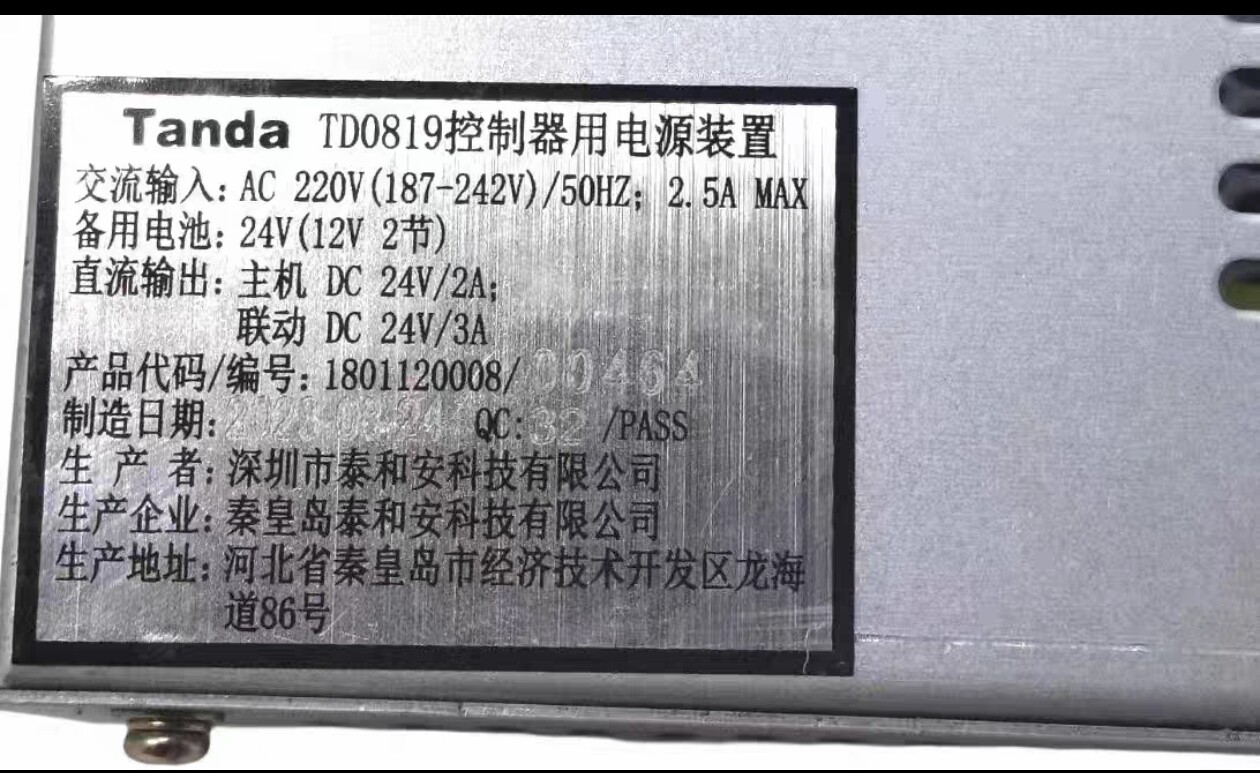 Tanda TD0819控制器用电源装置
交流输入: AC 220V(187-242V)/50HZ; 2.5A MAX
备用电池: 24V(12V 2节)
直流输出: 主机 DC 24V/2A;
联动 DC 24V/3A
产品代码/编号: 1801120008/00464
制造日期: QC: 32 /PASS
生 产 者: 深圳市泰和安科技有限公司
生产企业: 秦皇岛泰和安科技有限公司
生产地址: 河北省秦皇岛市经济技术开发区龙海
道86号